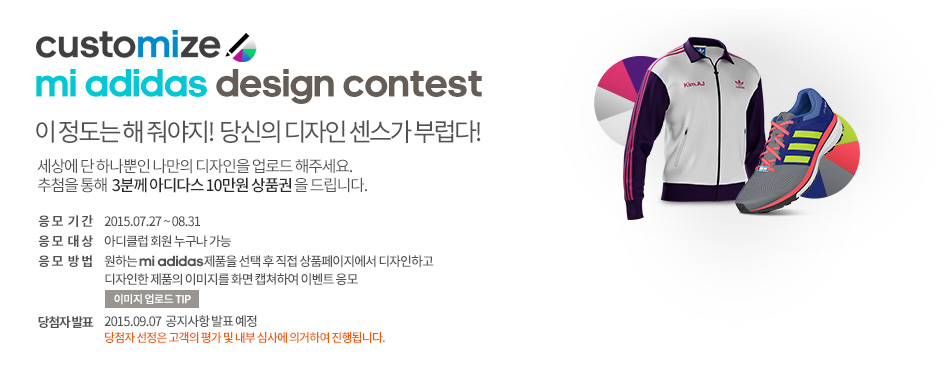 customize
mi adidas design contest
이 정도는 해 줘야지! 당신의 디자인 센스가 부럽다!
세상에 단 하나뿐인 나만의 디자인을 업로드 해주세요.
추첨을 통해 3분께 아디다스 10만원 상품권 을 드립니다.
응모 기간 2015.07.27 ~ 08.31
응모 대상 아디클럽 회원 누구나 가능
응모 방법 원하는 mi adidas제품을 선택 후 직접 상품페이지에서 디자인하고
디자인한 제품의 이미지를 화면 캡쳐하여 이벤트 응모
이미지 업로드 TIP
당첨자 발표 2015.09.07 공지사항 발표 예정
당첨자 선정은 고객의 평가 및 내부 심사에 의거하여 진행됩니다.
Kim.AJ